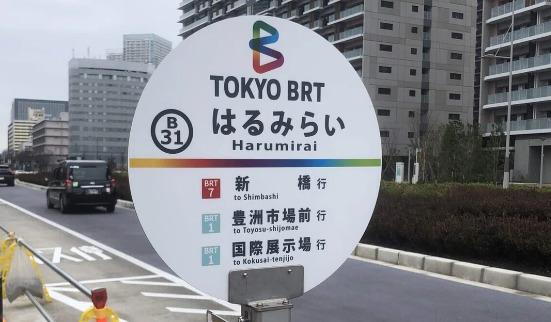 TOKYO BRT
B
31
はるみらい
Harumirai
BRT
7
新橋行
to Shimbashi
BRT
1
豊洲市場前行
to Toyosu-shijomae
BRT
1
国際展示場行
to Kokusai-tenjijo